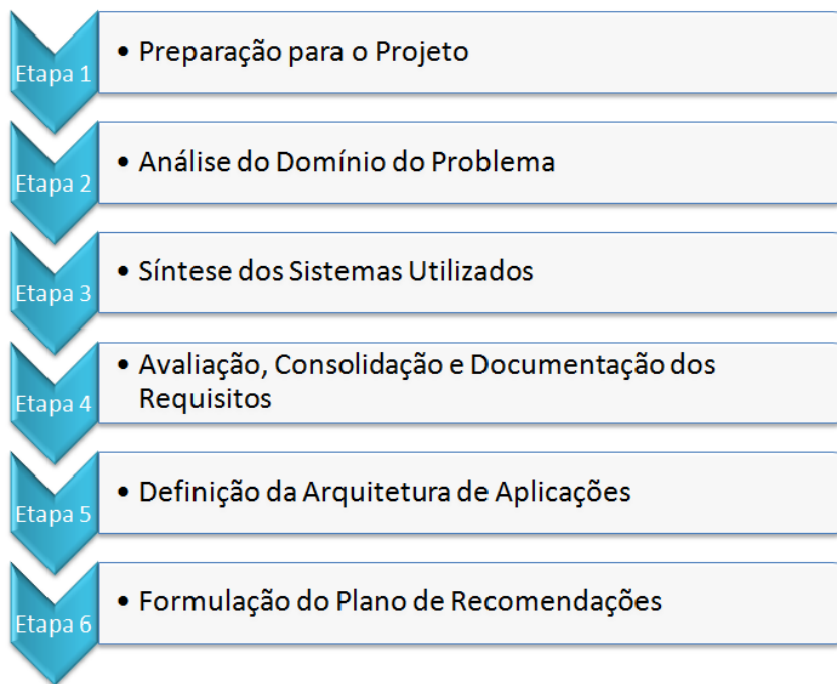 Etapa 1
• Preparação para o Projeto
Etapa 2
• Análise do Domínio do Problema
Etapa 3
• Síntese dos Sistemas Utilizados
Etapa 4
• Avaliação, Consolidação e Documentação dos
Requisitos
Etapa 5
• Definição da Arquitetura de Aplicações
Etapa 6
• Formulação do Plano de Recomendações